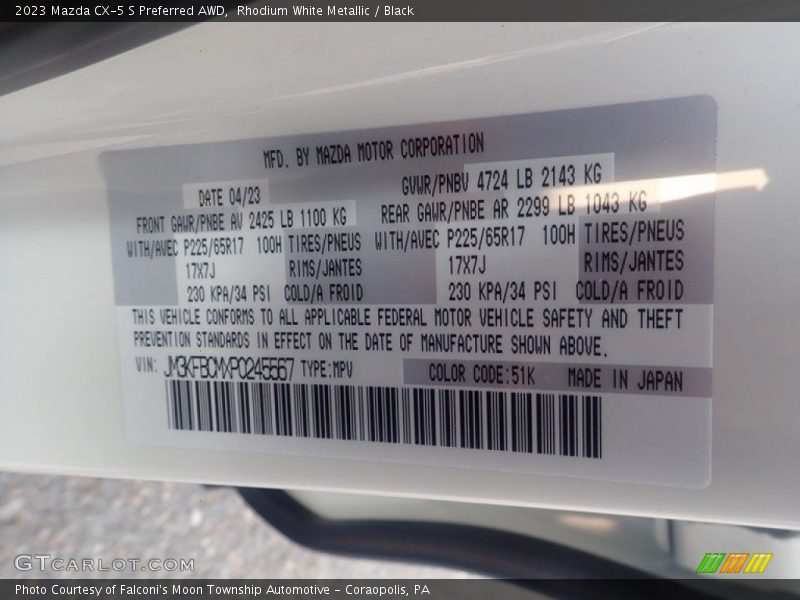 2023 Mazda CX-5 S Preferred AWD, Rhodium White Metallic / Black
MFD. BY MAZDA MOTOR CORPORATION
DATE 04/23 GVWR/PNBV 4724 LB 2143 KG
FRONT GAWR/PNBE AV 2425 LB 1100 KG REAR GAWR/PNBE AR 2299 LB 1043 KG
WITH/AVEC P225/65R17 100H TIRES/PNEUS WITH/AVEC P225/65R17 100H TIRES/PNEUS
17X7J RIMS/JANTES 17X7J RIMS/JANTES
230 KPA/34 PSI COLD/A FROID 230 KPA/34 PSI COLD/A FROID
THIS VEHICLE CONFORMS TO ALL APPLICABLE FEDERAL MOTOR VEHICLE SAFETY AND THEFT
PREVENTION STANDARDS IN EFFECT ON THE DATE OF MANUFACTURE SHOWN ABOVE.
VIN: JM3KFBCMXP0245567 TYPE:MPV COLOR CODE:51K MADE IN JAPAN
GTCARLOT.COM
Photo Courtesy of Falconi's Moon Township Automotive - Coraopolis, PA